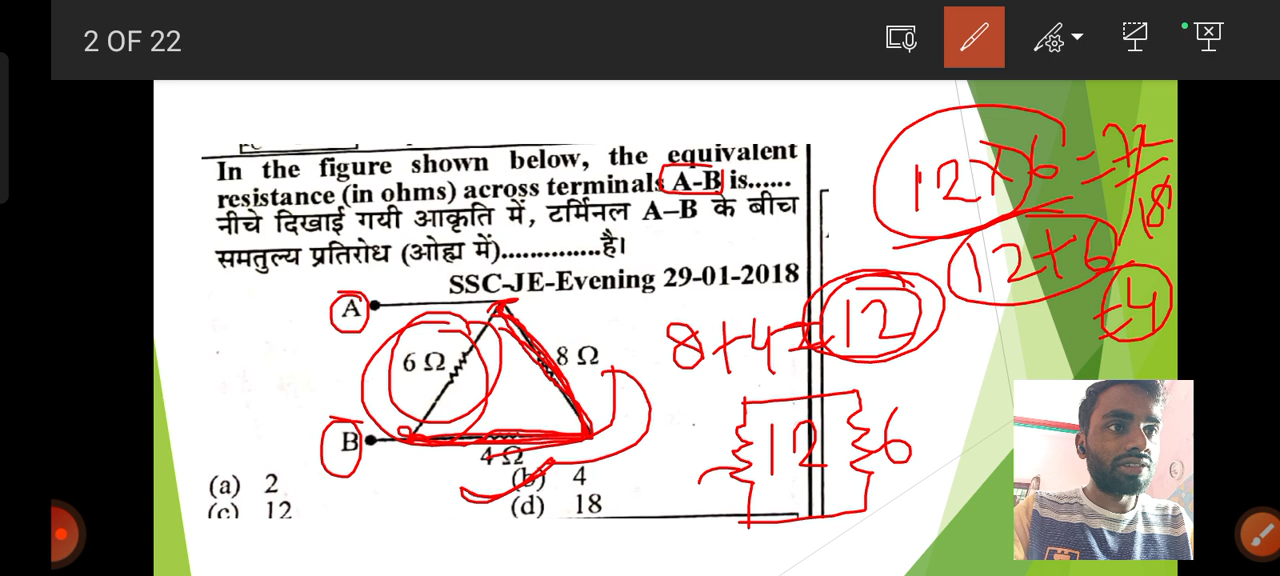 2 OF 22
In the figure shown below, the equivalent
resistance (in ohms) across terminals A-B is......
नीचे दिखाई गयी आकृति में, टर्मिनल A–B के बीच
समतुल्य प्रतिरोध (ओह्म में)..............है।
SSC-JE-Evening 29-01-2018
A
6 Ω
8 Ω
B
4 Ω
(a) 2
(b) 4
(c) 12
(d) 18
8+4=12
12
6
12×6
12+6
=72/18
=4